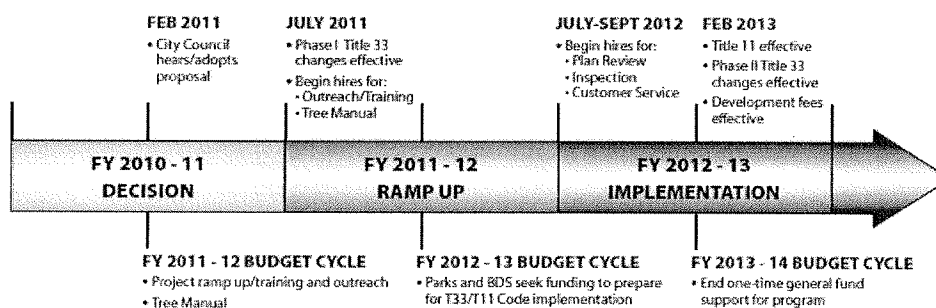 FEB 2011
• City Council
hears/adopts
proposal
JULY 2011
• Phase I Title 33
changes effective
• Begin hires for:
• Outreach/Training
• Tree Manual
JULY-SEPT 2012
• Begin hires for:
• Plan Review
• Inspection
• Customer Service
FEB 2013
• Title 11 effective
• Phase II Title 33
changes effective
• Development fees
effective
FY 2010 - 11
DECISION
FY 2011 - 12
RAMP UP
FY 2012 - 13
IMPLEMENTATION
FY 2011 - 12 BUDGET CYCLE
• Project ramp up/training and outreach
• Tree Manual
FY 2012 - 13 BUDGET CYCLE
• Parks and BDS seek funding to prepare
for T33/T11 Code implementation
FY 2013 - 14 BUDGET CYCLE
• End one-time general fund
support for program